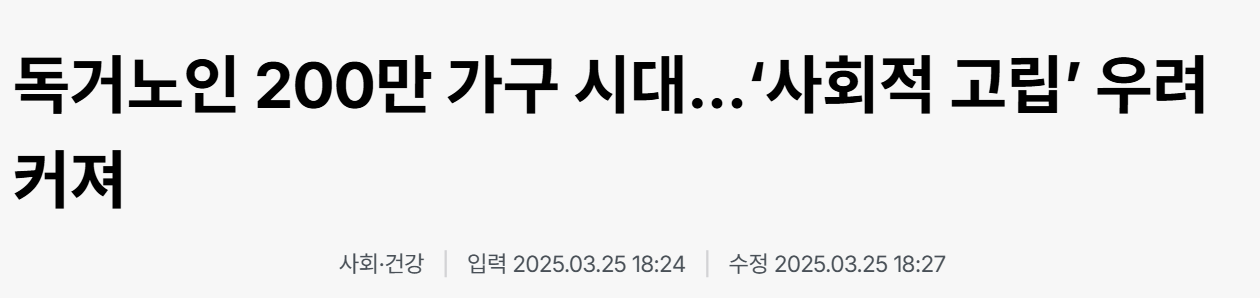 독거노인 200만 가구 시대…‘사회적 고립’ 우려
커져
사회·건강 | 입력 2025.03.25 18:24 | 수정 2025.03.25 18:27